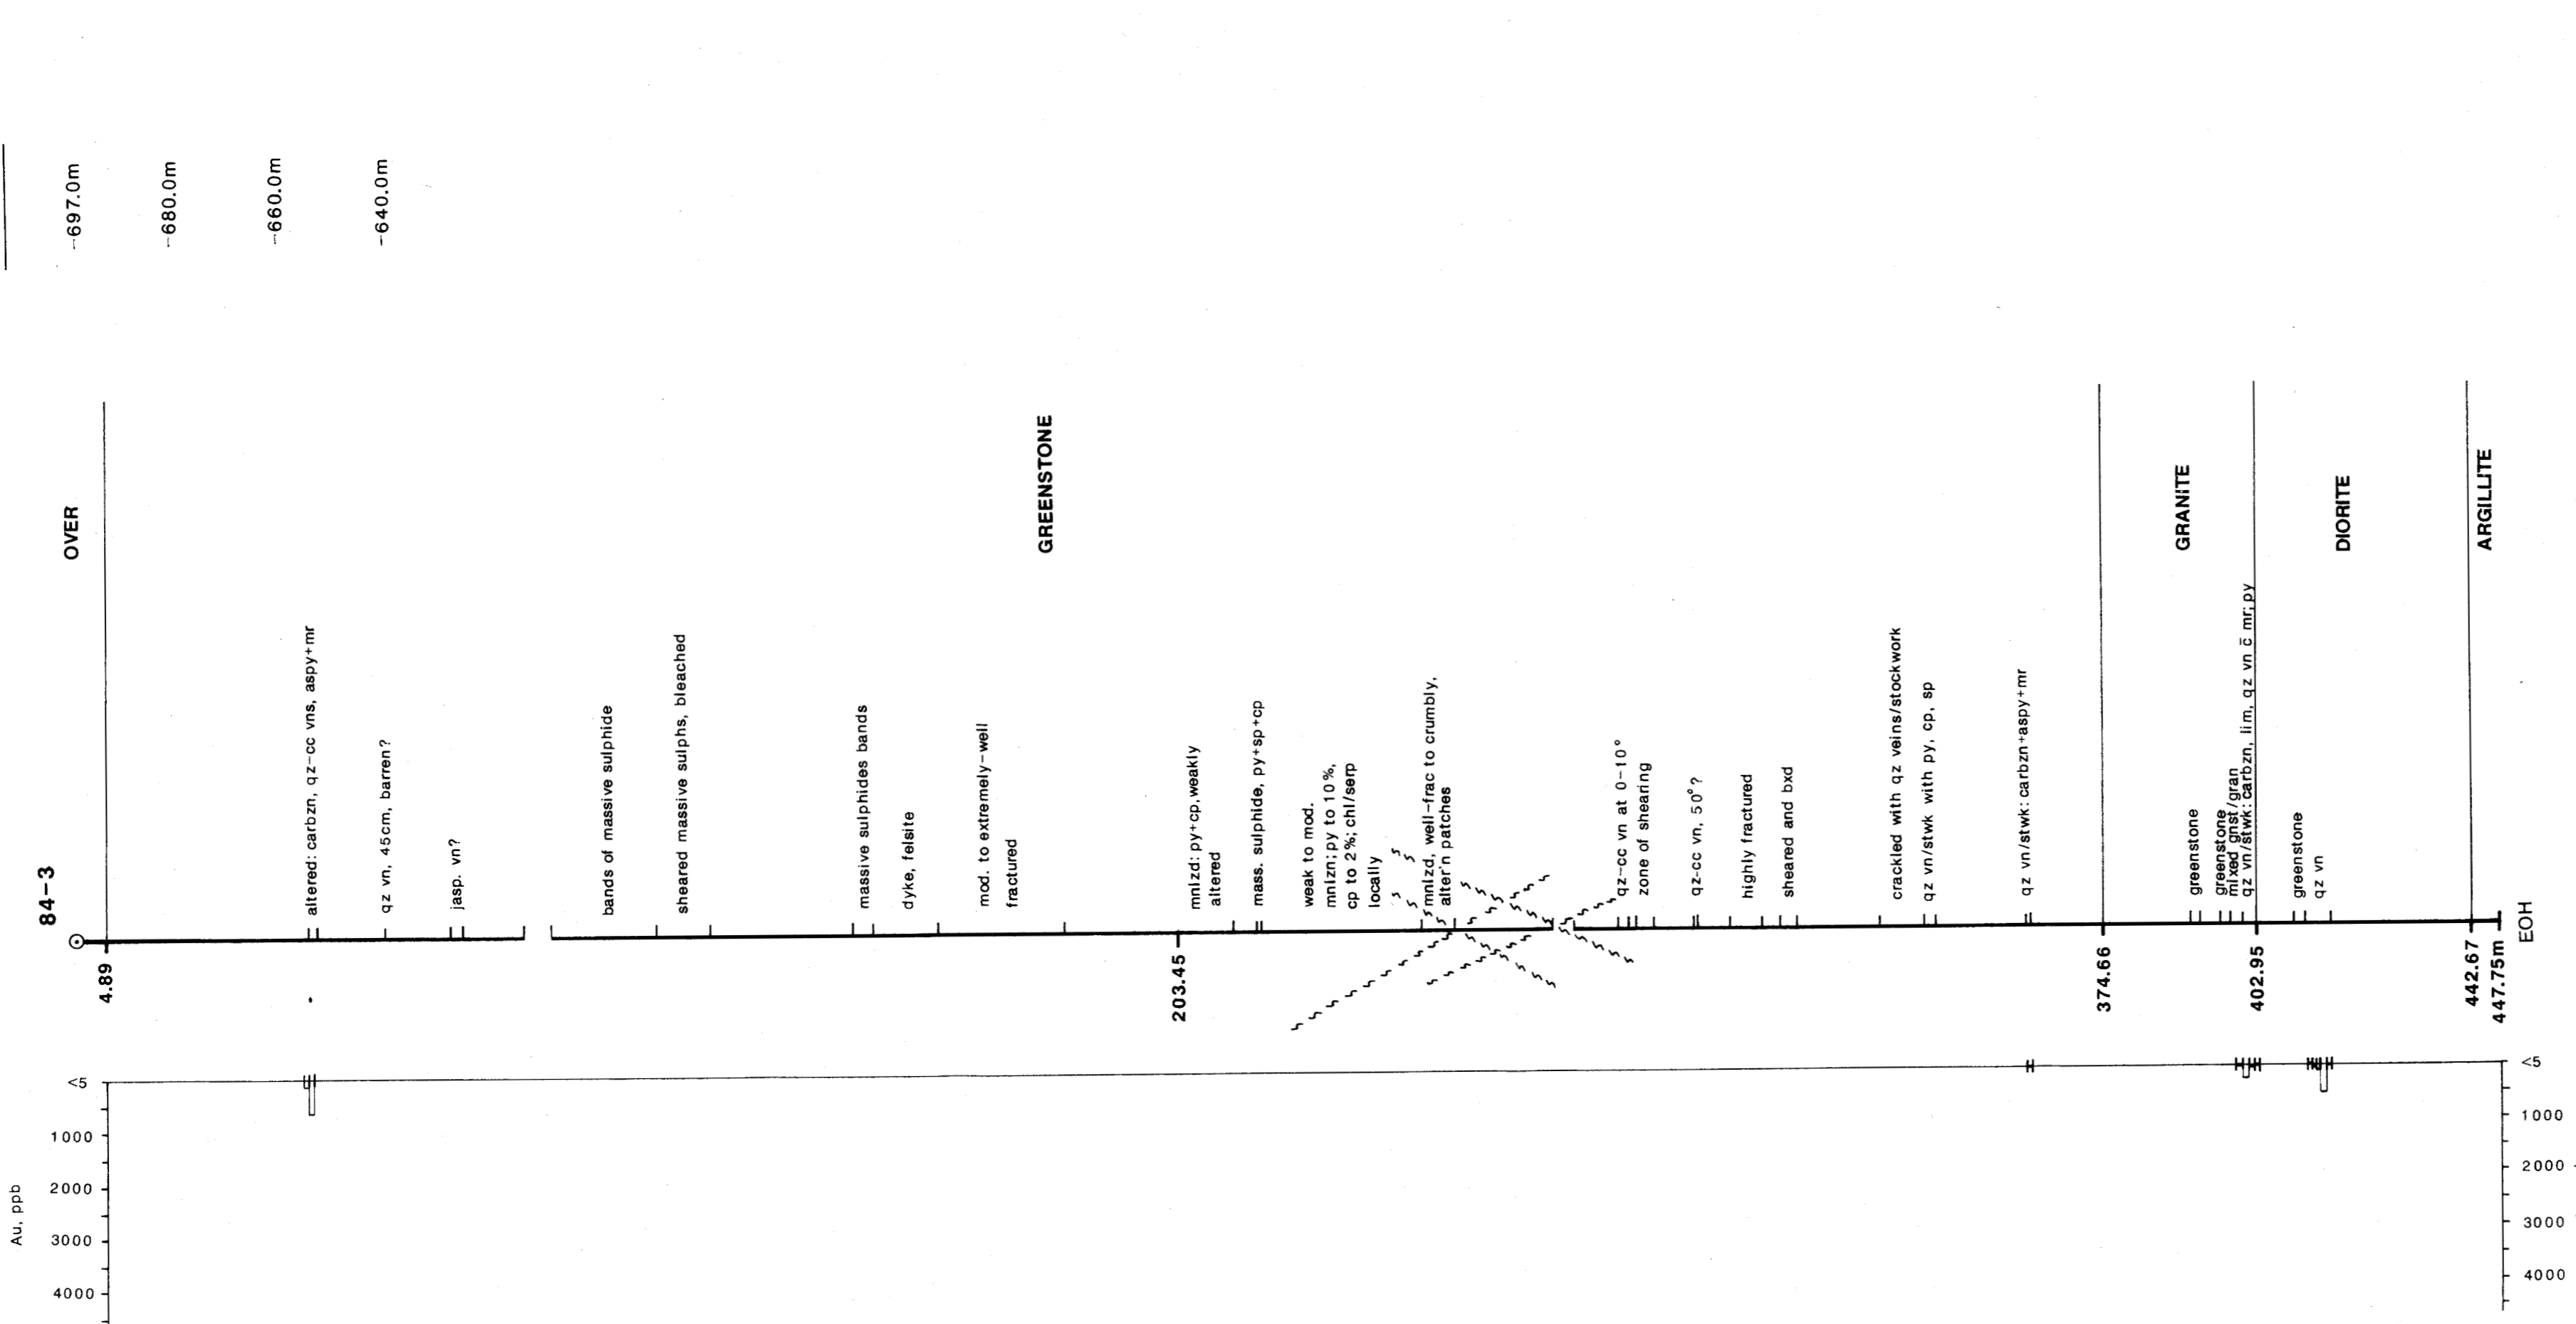 -697.0m
-680.0m
-660.0m
-640.0m
84-3
OVER
GREENSTONE
GRANITE
DIORITE
ARGILLITE
altered: carbzn, qz-cc vns, aspy+mr
qz vn, 45cm, barren?
jasp. vn?
bands of massive sulphide
sheared massive sulphs, bleached
massive sulphides bands
dyke, felsite
mod. to extremely-well
fractured
mnlzd: py+cp, weakly
altered
mass. sulphide, py+sp+cp
weak to mod.
mnlzn; py to 10%,
cp to 2%; chl/serp
locally
mnlzd, well-frac to crumbly,
alter'n patches
qz-cc vn at 0-10°
zone of shearing
qz-cc vn, 50°?
highly fractured
sheared and bxd
crackled with qz veins/stockwork
qz vn/stwk with py, cp, sp
qz vn/stwk: carbzn+aspy+mr
greenstone
greenstone
mixed gnst/gran
qz vn/stwk: carbzn, lim, qz vn c̄ mr; py
greenstone
qz vn
4.89
203.45
374.66
402.95
442.67
447.75m
EOH
Au, ppb
<5
1000
2000
3000
4000
<5
1000
2000
3000
4000